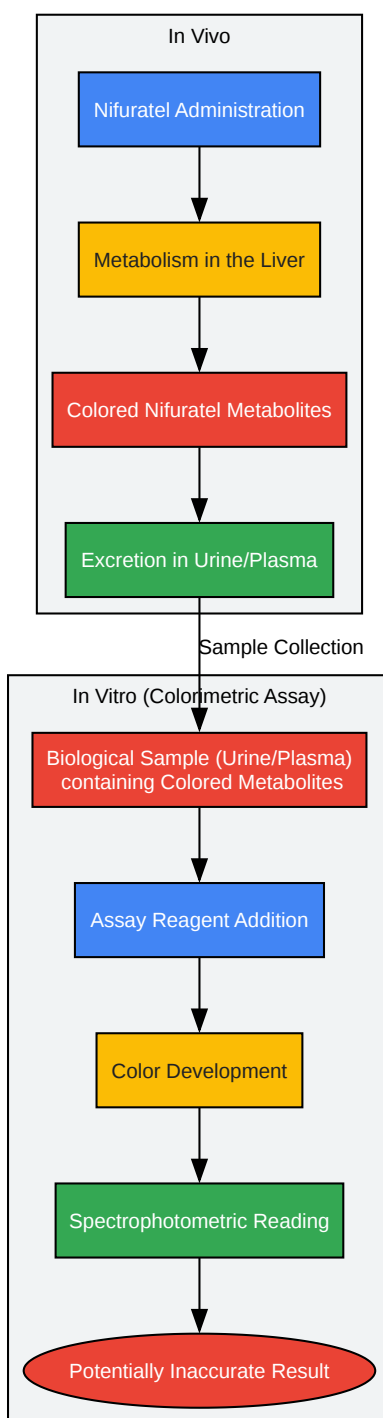 In Vivo
Nifuratel Administration
Metabolism in the Liver
Colored Nifuratel Metabolites
Excretion in Urine/Plasma
Sample Collection
In Vitro (Colorimetric Assay)
Biological Sample (Urine/Plasma)
containing Colored Metabolites
Assay Reagent Addition
Color Development
Spectrophotometric Reading
Potentially Inaccurate Result